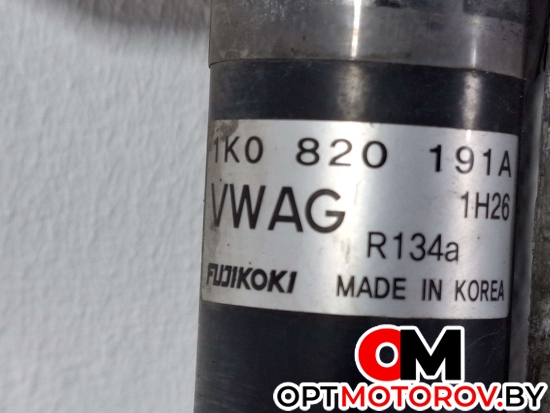 1K0 820 191A
VWAG 1H26
R134a
FUJIKOKI MADE IN KOREA
OM
OPTMOTOROV.BY